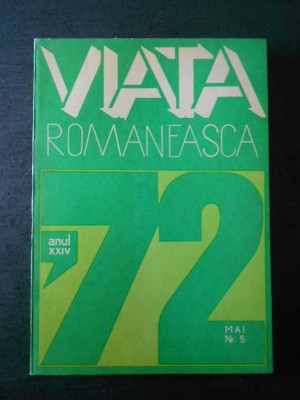 VIATA
ROMANEASCA
anul
XXIV
'72
MAI
Nr. 5